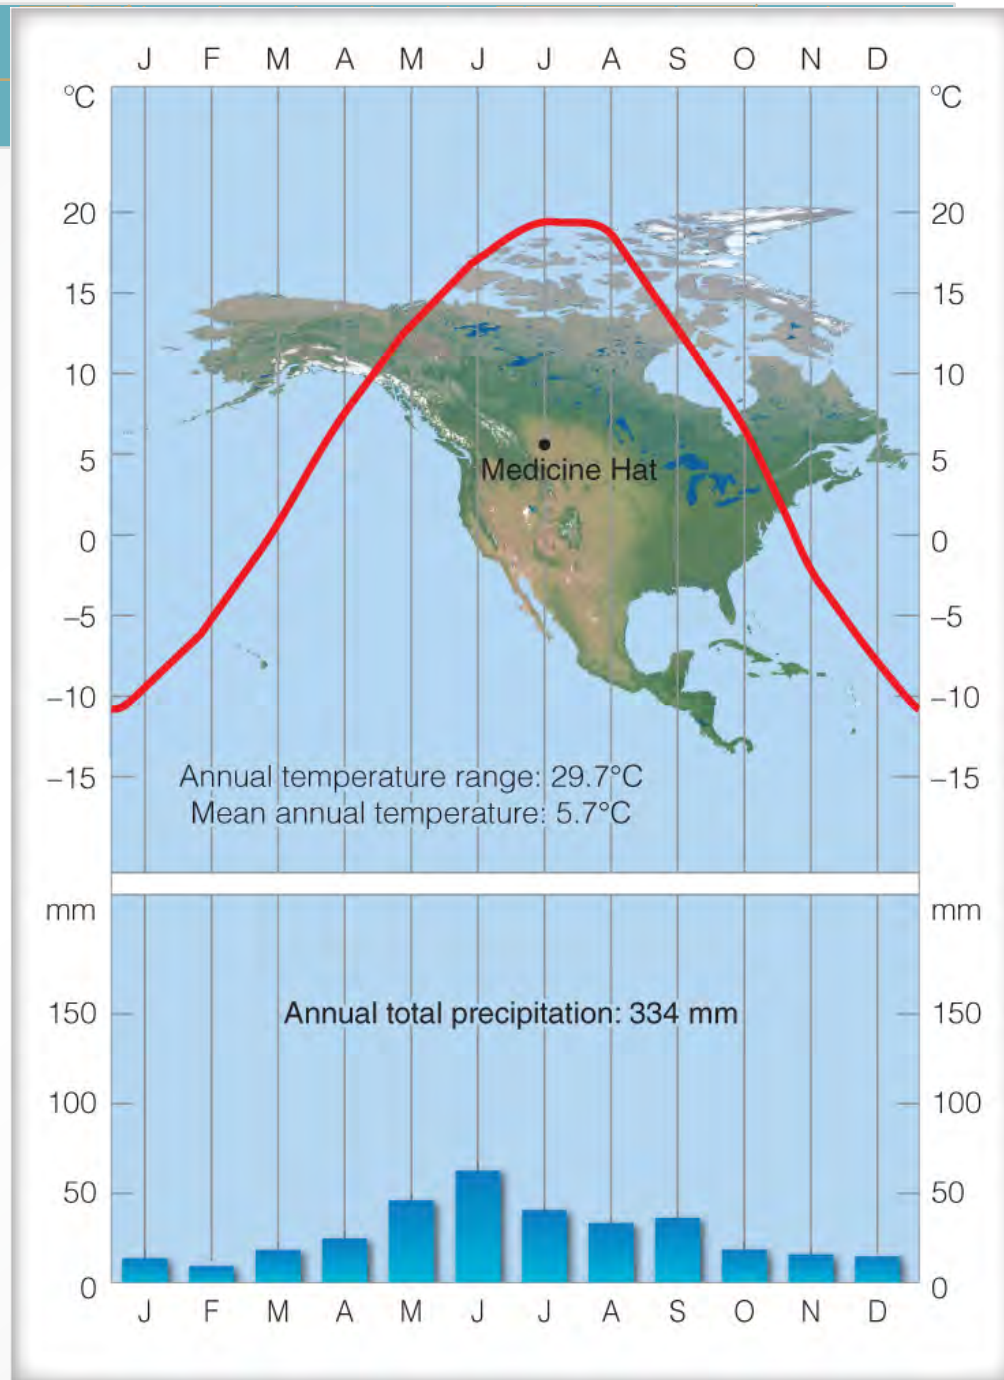 J F M A M J J A S O N D
°C °C
20 20
15 15
10 10
5 5
Medicine Hat
0 0
–5 –5
–10 –10
–15 Annual temperature range: 29.7°C –15
Mean annual temperature: 5.7°C
mm mm
150 Annual total precipitation: 334 mm 150
100 100
50 50
0 0
J F M A M J J A S O N D